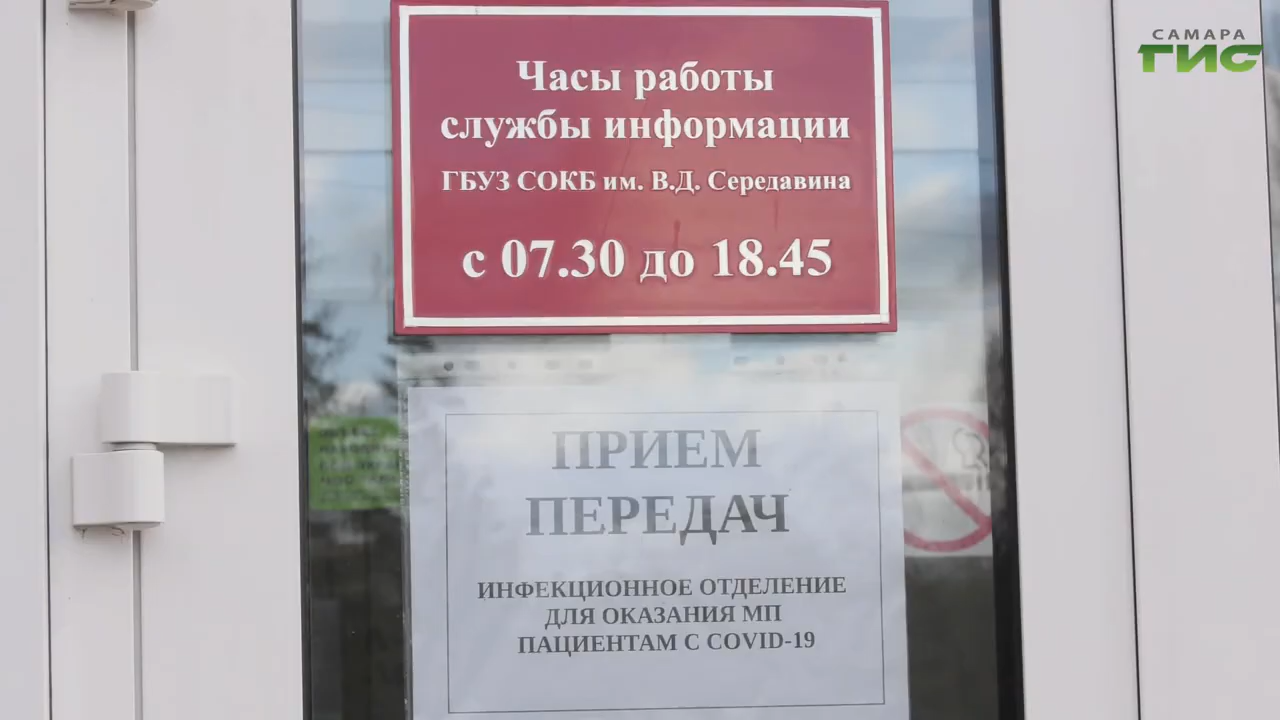 САМАРА
ГИС
Часы работы
службы информации
ГБУЗ СОКБ им. В.Д. Середавина
с 07.30 до 18.45
ПРИЕМ
ПЕРЕДАЧ
ИНФЕКЦИОННОЕ ОТДЕЛЕНИЕ
ДЛЯ ОКАЗАНИЯ МП
ПАЦИЕНТАМ С COVID-19